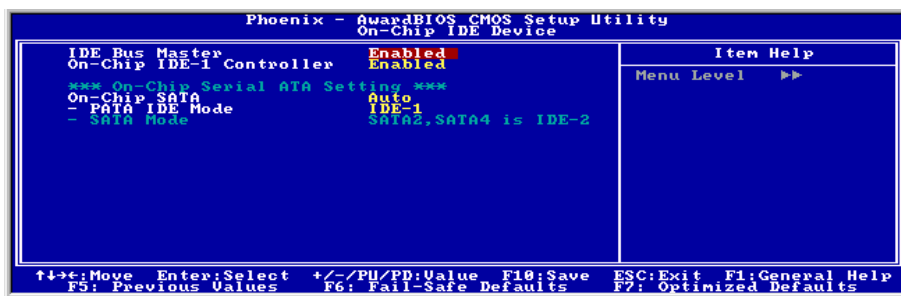 Phoenix - AwardBIOS CMOS Setup Utility
On-Chip IDE Device
IDE Bus Master Enabled
On-Chip IDE-1 Controller Enabled
*** On-Chip Serial ATA Setting ***
On-Chip SATA Auto
- PATA IDE Mode IDE-1
- SATA Mode SATA2,SATA4 is IDE-2
Item Help
Menu Level ▸▸
↑↓→←:Move Enter:Select +/-/PU/PD:Value F10:Save ESC:Exit F1:General Help
F5: Previous Values F6: Fail-Safe Defaults F7: Optimized Defaults